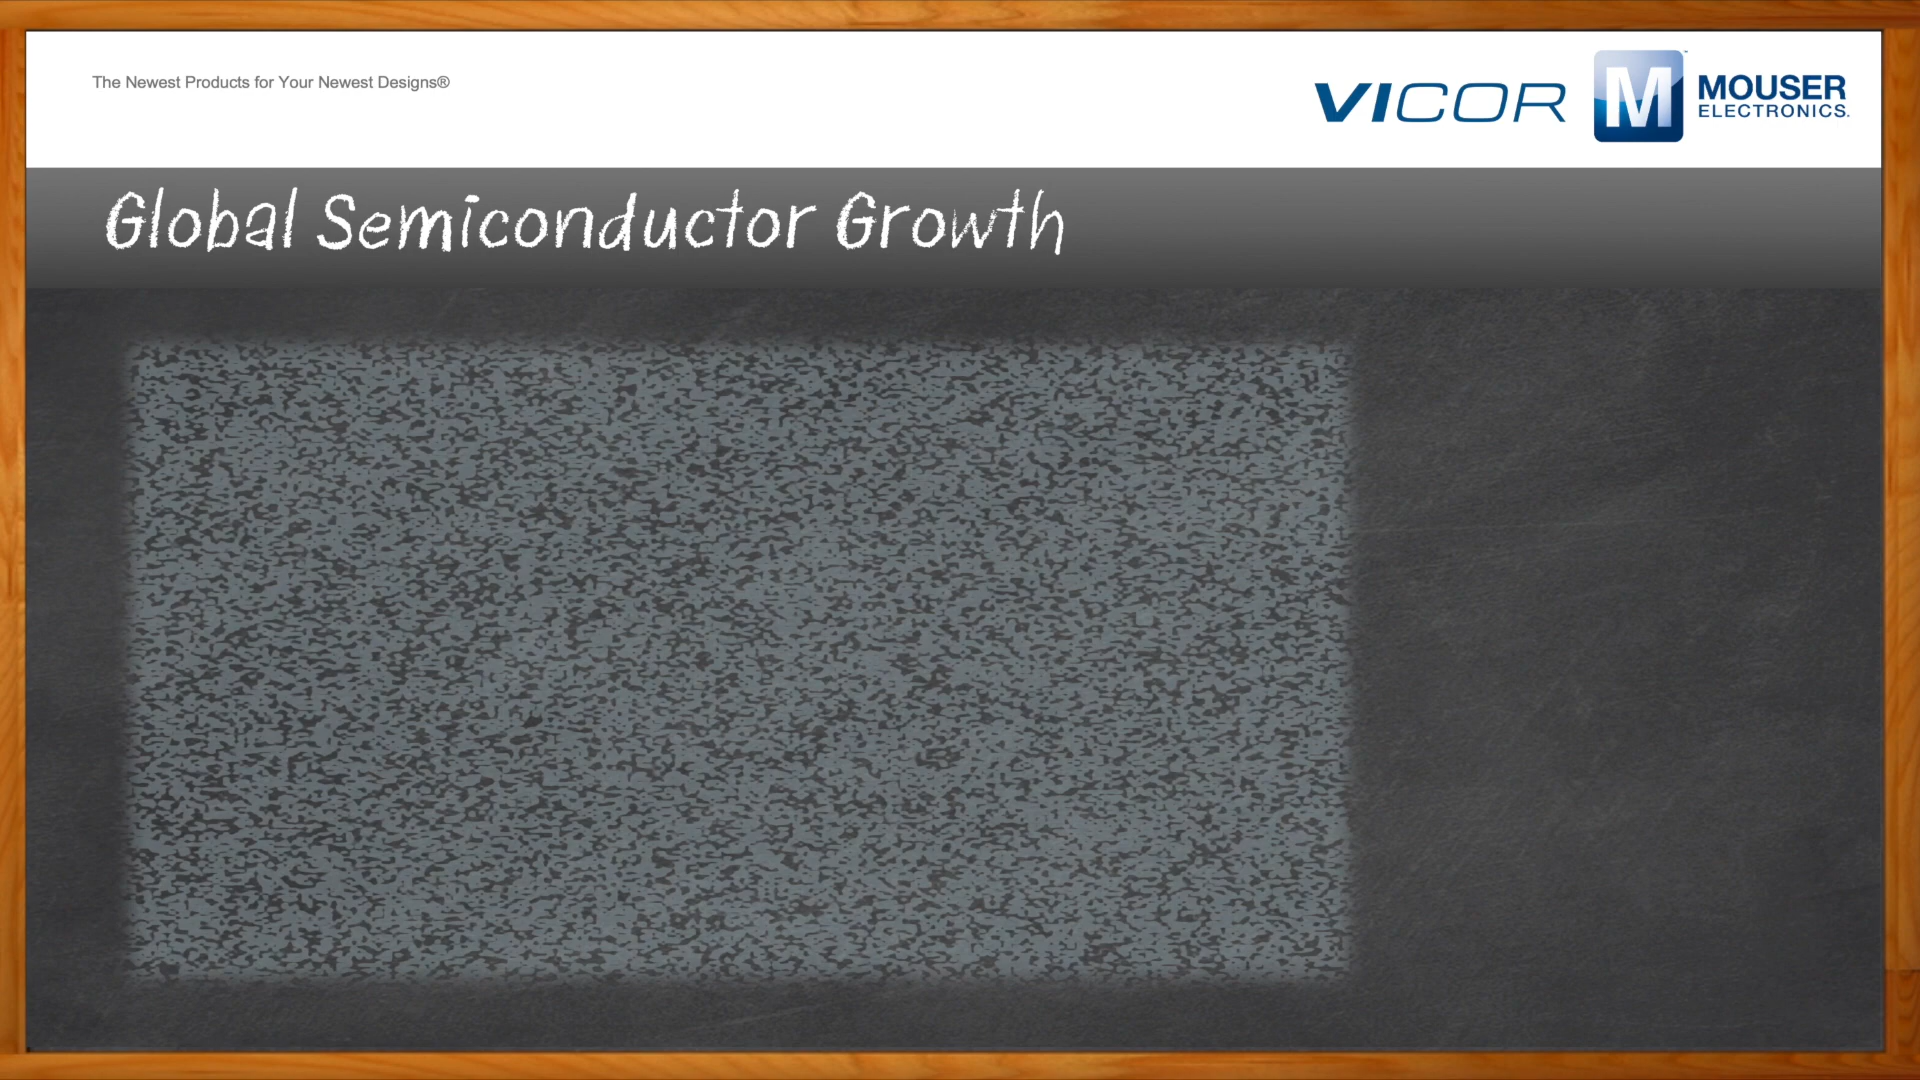 The Newest Products for Your Newest Designs®
VICOR
M
MOUSER
ELECTRONICS.
Global Semiconductor Growth